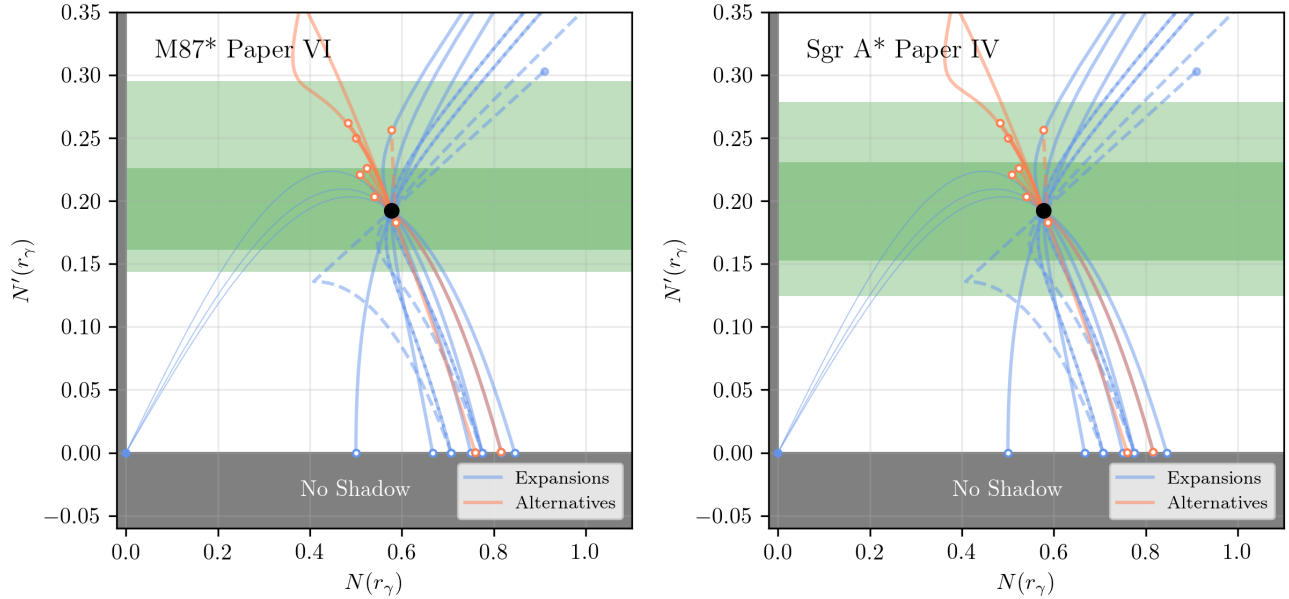 M87* Paper VI
0.35
0.30
0.25
0.20
0.15
0.10
0.05
0.00
−0.05
N′(rγ)
No Shadow
Expansions
Alternatives
0.0
0.2
0.4
0.6
0.8
1.0
N(rγ)
Sgr A* Paper IV
0.35
0.30
0.25
0.20
0.15
0.10
0.05
0.00
−0.05
N′(rγ)
No Shadow
Expansions
Alternatives
0.0
0.2
0.4
0.6
0.8
1.0
N(rγ)